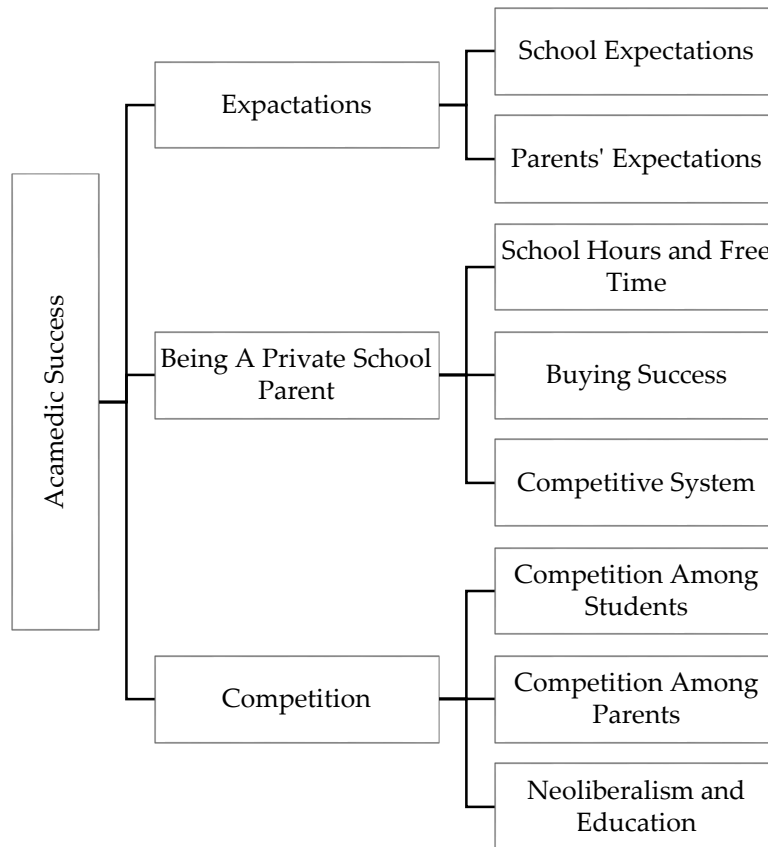 Acamedic Success
Expactations
School Expectations
Parents' Expectations
Being A Private School
Parent
School Hours and Free
Time
Buying Success
Competitive System
Competition
Competition Among
Students
Competition Among
Parents
Neoliberalism and
Education